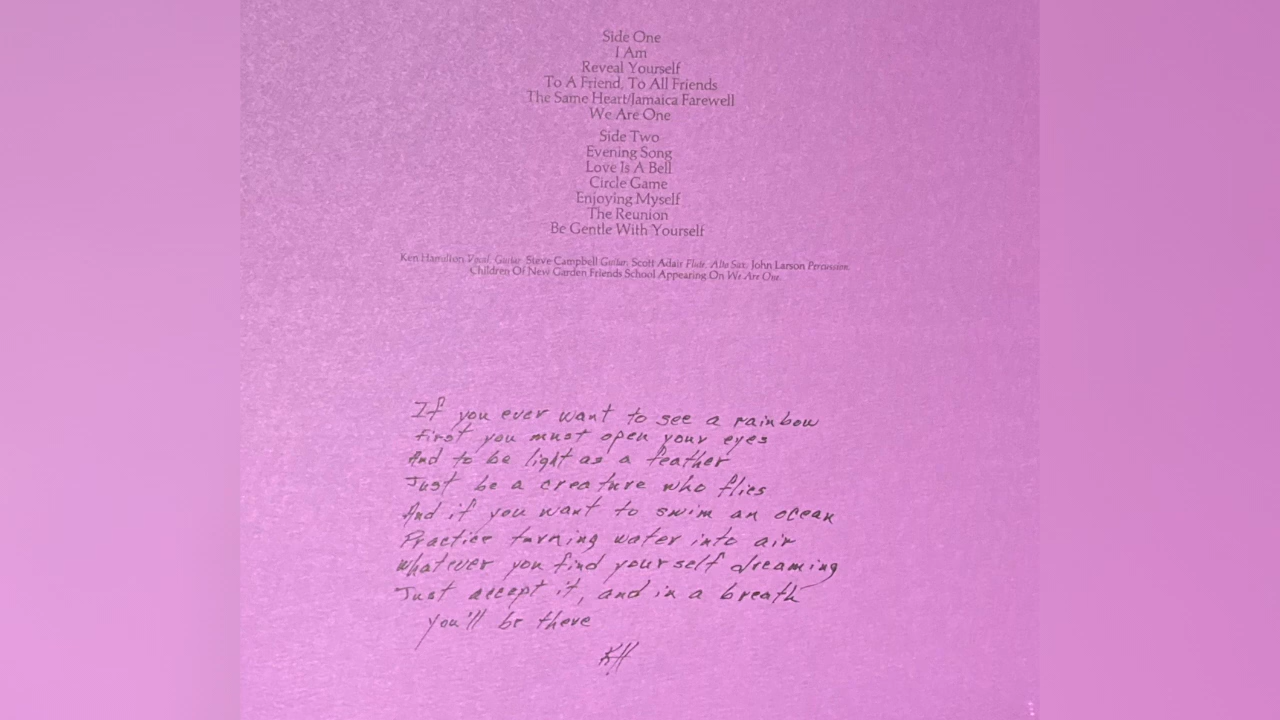 Side One
I Am
Reveal Yourself
To A Friend, To All Friends
The Same Heart/Jamaica Farewell
We Are One
Side Two
Evening Song
Love Is A Bell
Circle Game
Enjoying Myself
The Reunion
Be Gentle With Yourself
Ken Hamilton Vocal, Guitar. Steve Campbell Guitar. Scott Adair Flute, Alto Sax. John Larson Percussion.
Children Of New Garden Friends School Appearing On We Are One.
If you ever want to see a rainbow
First you must open your eyes
And to be light as a feather
Just be a creature who flies
And if you want to swim an ocean
Practice turning water into air
Whatever you find yourself dreaming
Just accept it, and in a breath
you'll be there
KH